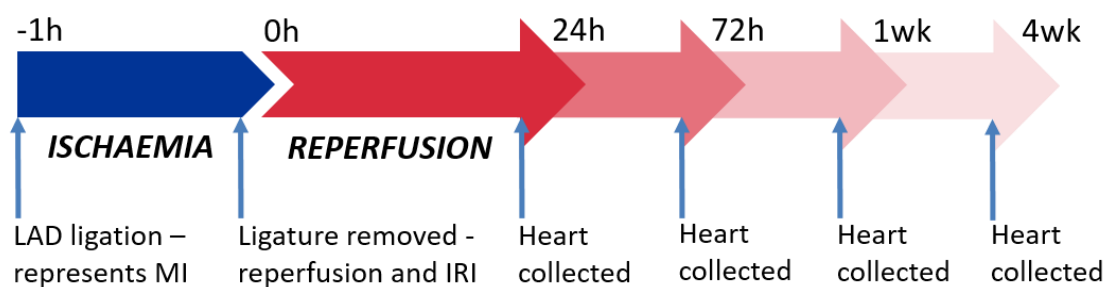 -1h 0h 24h 72h 1wk 4wk
ISCHAEMIA REPERFUSION
LAD ligation –
represents MI
Ligature removed -
reperfusion and IRI
Heart
collected
Heart
collected
Heart
collected
Heart
collected